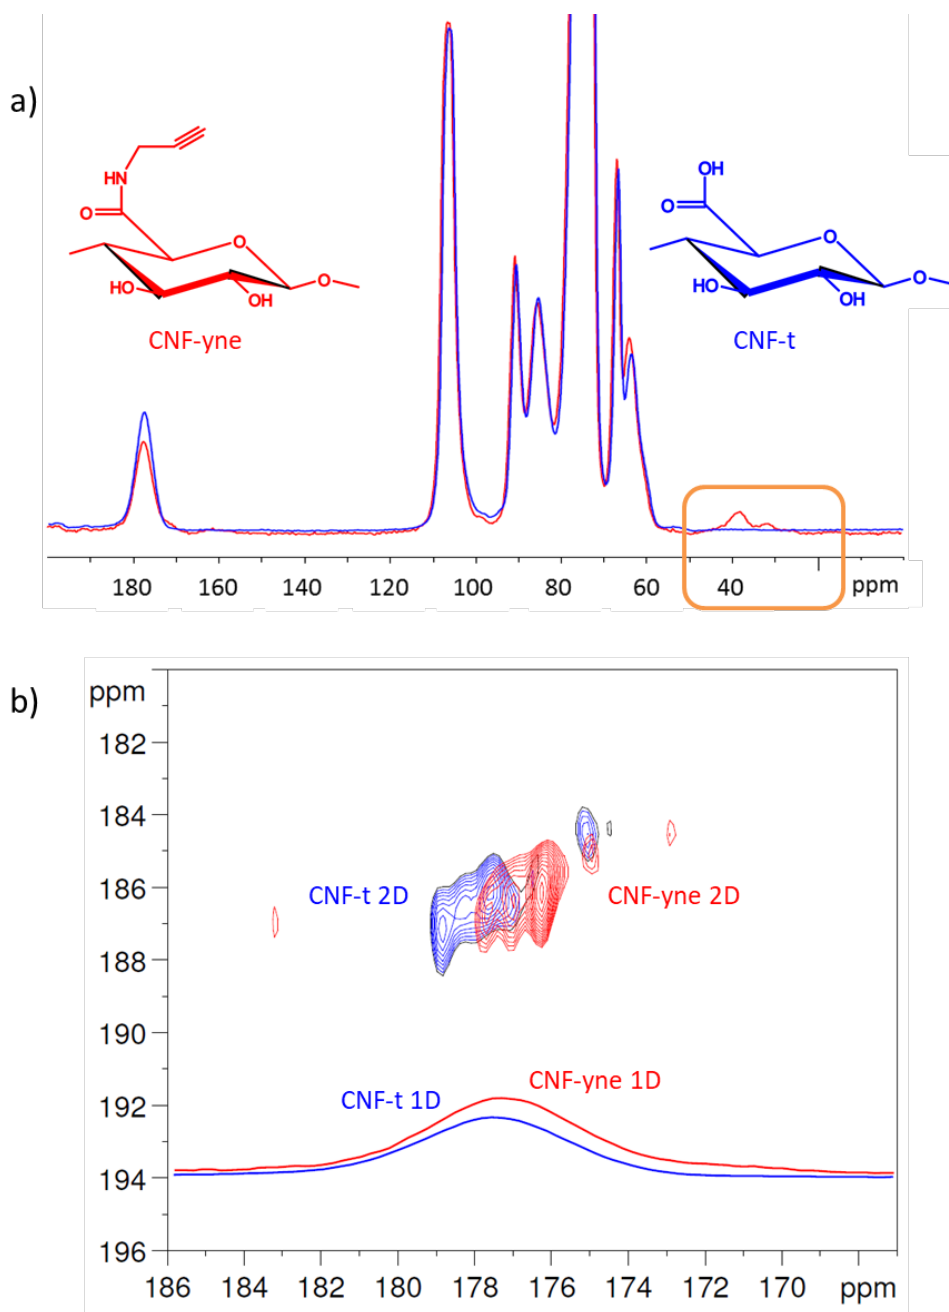 a)
HN
O
O
HO
OH
O
CNF-yne
OH
O
O
HO
OH
O
CNF-t
180 160 140 120 100 80 60 40 ppm
b)
ppm
182
184
186
188
190
192
194
196
CNF-t 2D
CNF-yne 2D
CNF-yne 1D
CNF-t 1D
186 184 182 180 178 176 174 172 170 ppm